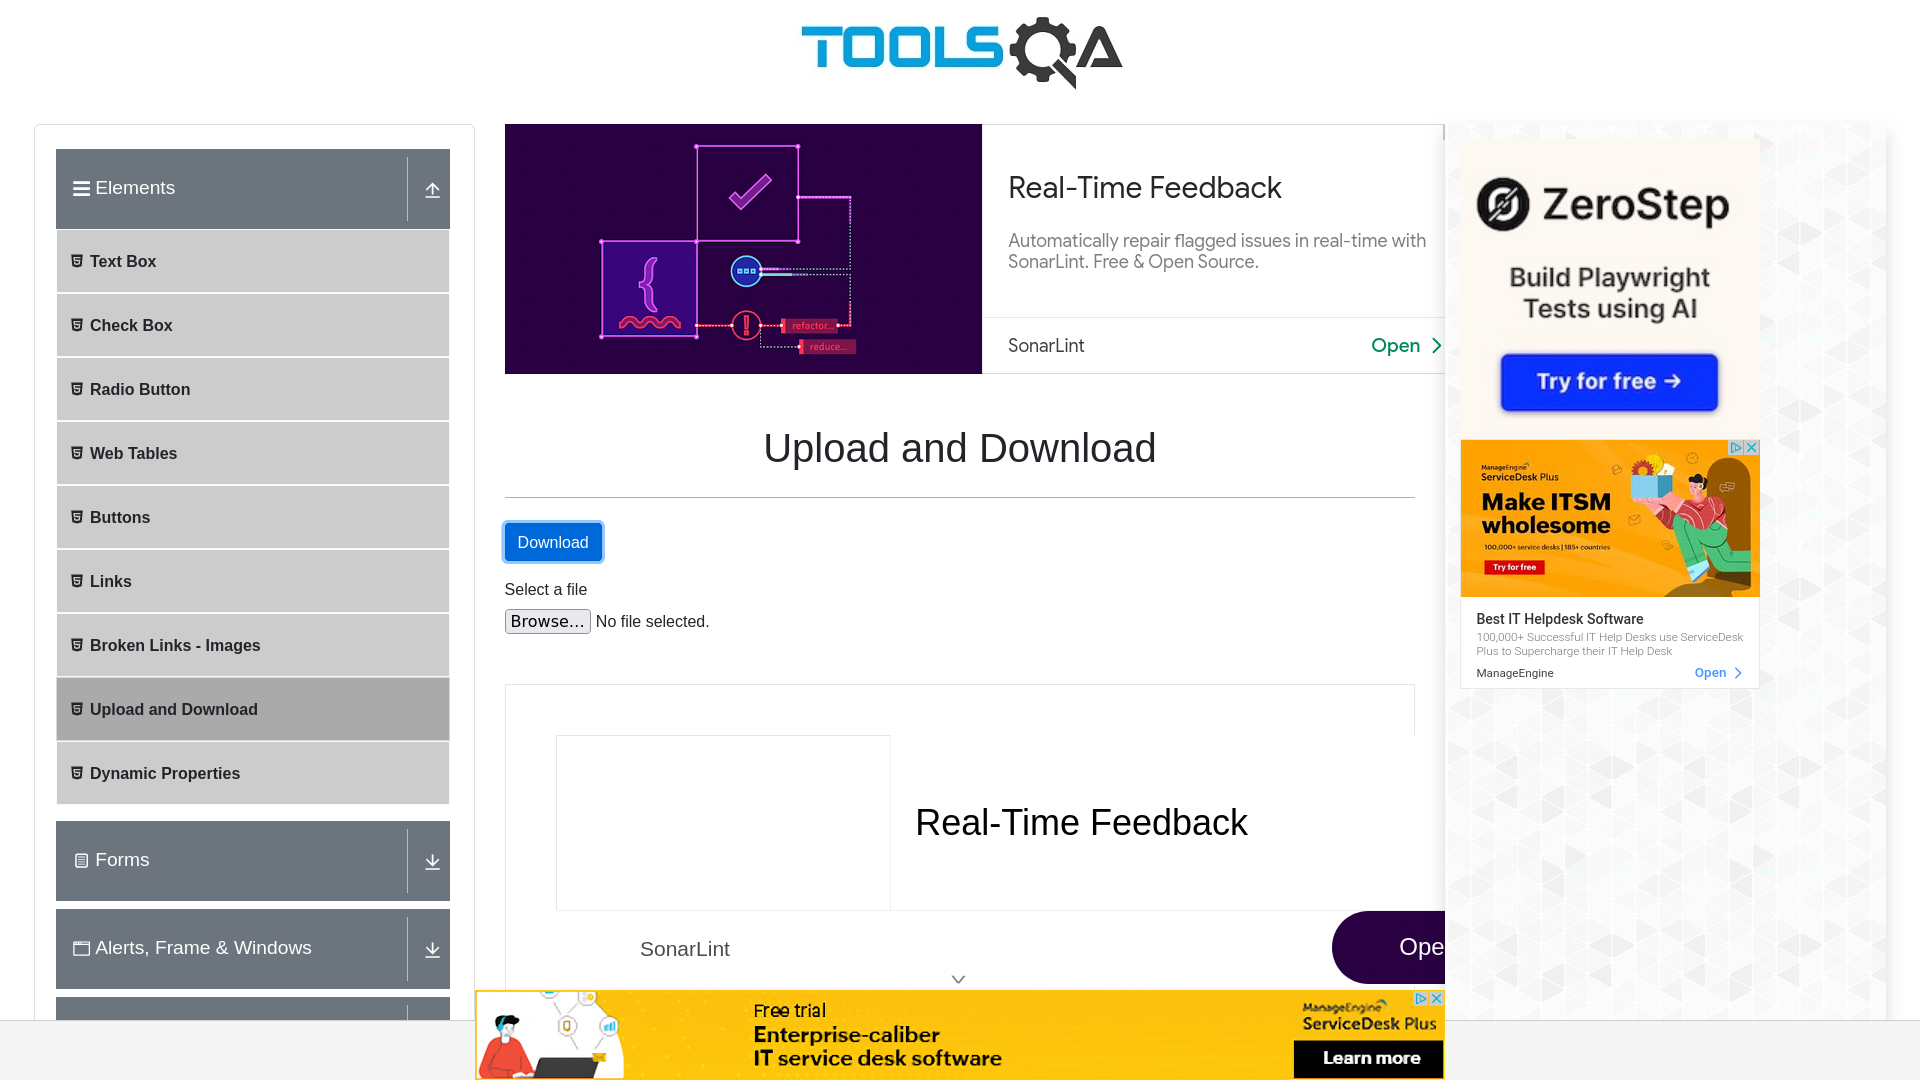 TOOLSQA
Elements
Text Box
Check Box
Radio Button
Web Tables
Buttons
Links
Broken Links - Images
Upload and Download
Dynamic Properties
Forms
Alerts, Frame & Windows
refactor...
reduce...
Real-Time Feedback
Automatically repair flagged issues in real-time with
SonarLint. Free & Open Source.
SonarLint
Open
Upload and Download
Download
Select a file
Browse... No file selected.
Real-Time Feedback
SonarLint
Ope
ZeroStep
Build Playwright
Tests using AI
Try for free →
ManageEngine
ServiceDesk Plus
Make ITSM
wholesome
100,000+ service desks | 185+ countries
Try for free
Best IT Helpdesk Software
100,000+ Successful IT Help Desks use ServiceDesk
Plus to Supercharge their IT Help Desk
ManageEngine
Open
Free trial
Enterprise-caliber
IT service desk software
ManageEngine
ServiceDesk Plus
Learn more